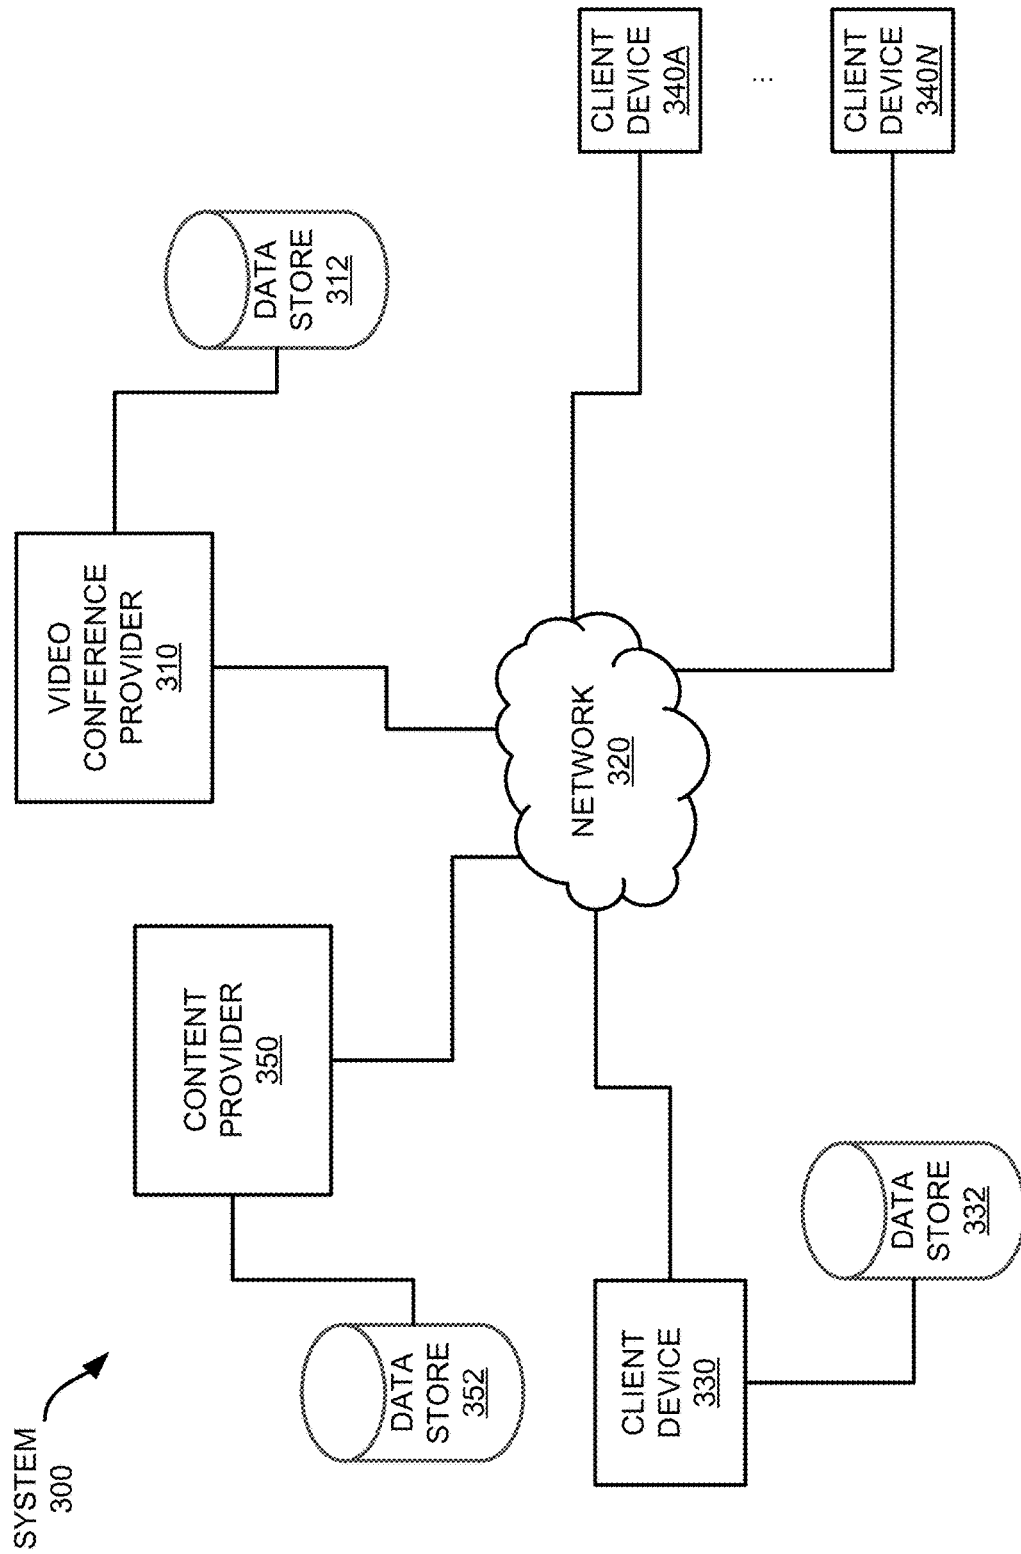 SYSTEM
300
VIDEO
CONFERENCE
PROVIDER
310
DATA
STORE
312
CONTENT
PROVIDER
350
DATA
STORE
352
NETWORK
320
CLIENT
DEVICE
340A
...
CLIENT
DEVICE
340N
CLIENT
DEVICE
330
DATA
STORE
332